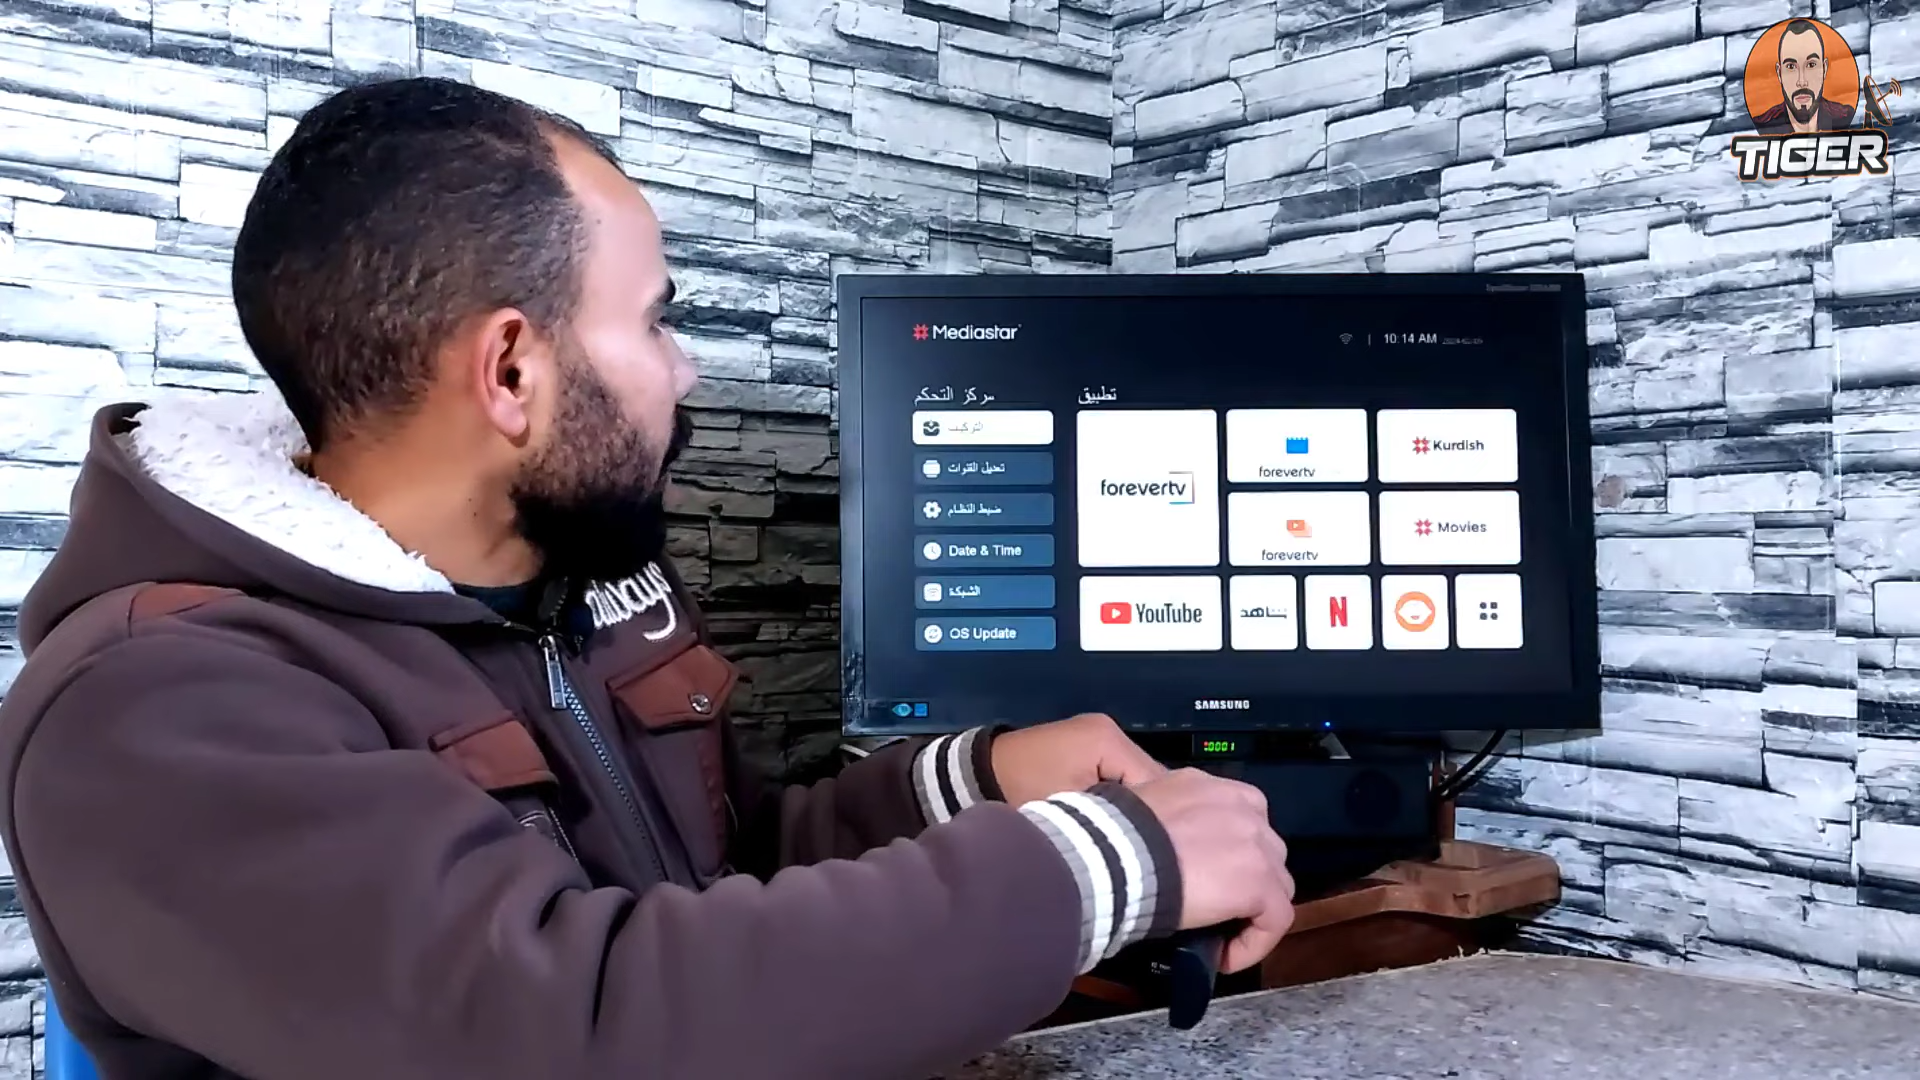 TIGER
Mediastar
10:14 AM
مركز التحكم
تطبيق
التركيب
تعديل القنوات
ضبط النظام
Date & Time
الشبكة
OS Update
forevertv
forevertv
Kurdish
forevertv
Movies
YouTube
شاهد
N
SAMSUNG
0001
always